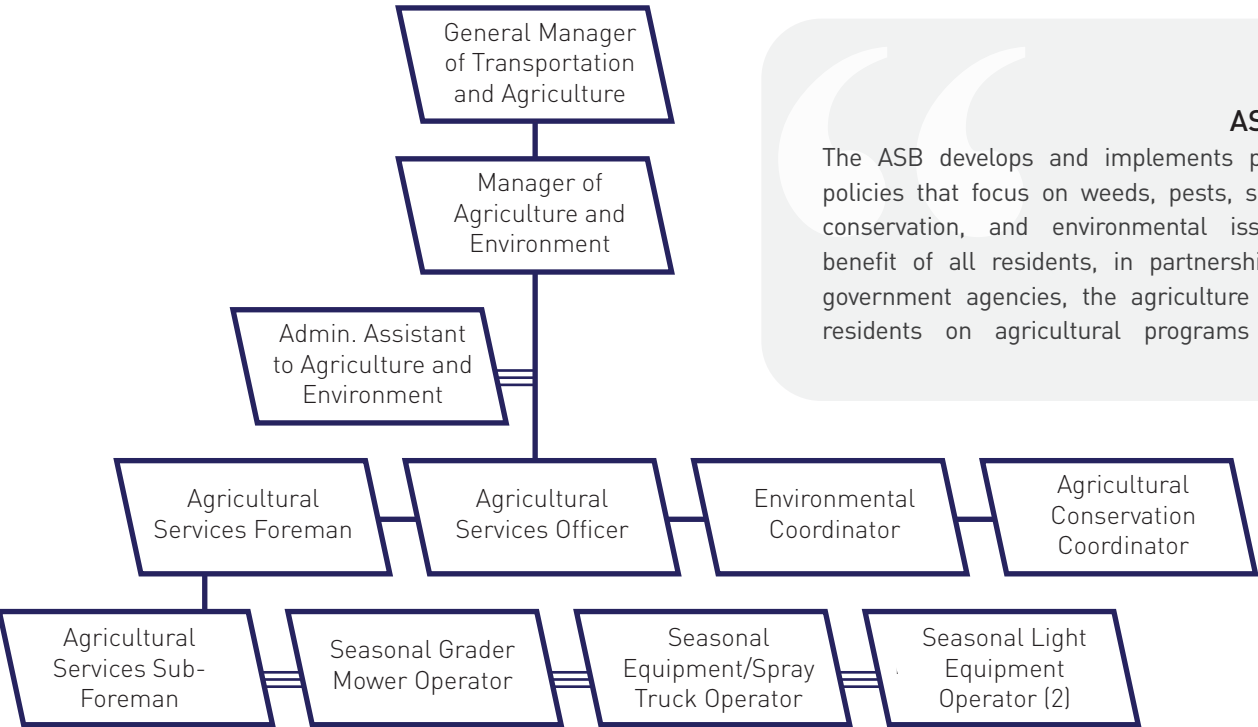 General Manager
of Transportation
and Agriculture
Manager of
Agriculture and
Environment
Admin. Assistant
to Agriculture and
Environment
Agricultural
Services Foreman
Agricultural
Services Officer
Environmental
Coordinator
Agricultural
Conservation
Coordinator
Agricultural
Services Sub-
Foreman
Seasonal Grader
Mower Operator
Seasonal
Equipment/Spray
Truck Operator
Seasonal Light
Equipment
Operator (2)
The ASB develops and implements
policies that focus on weeds, pests,
conservation, and environmental
benefit of all residents, in
government agencies, the agriculture
residents on agricultural programs